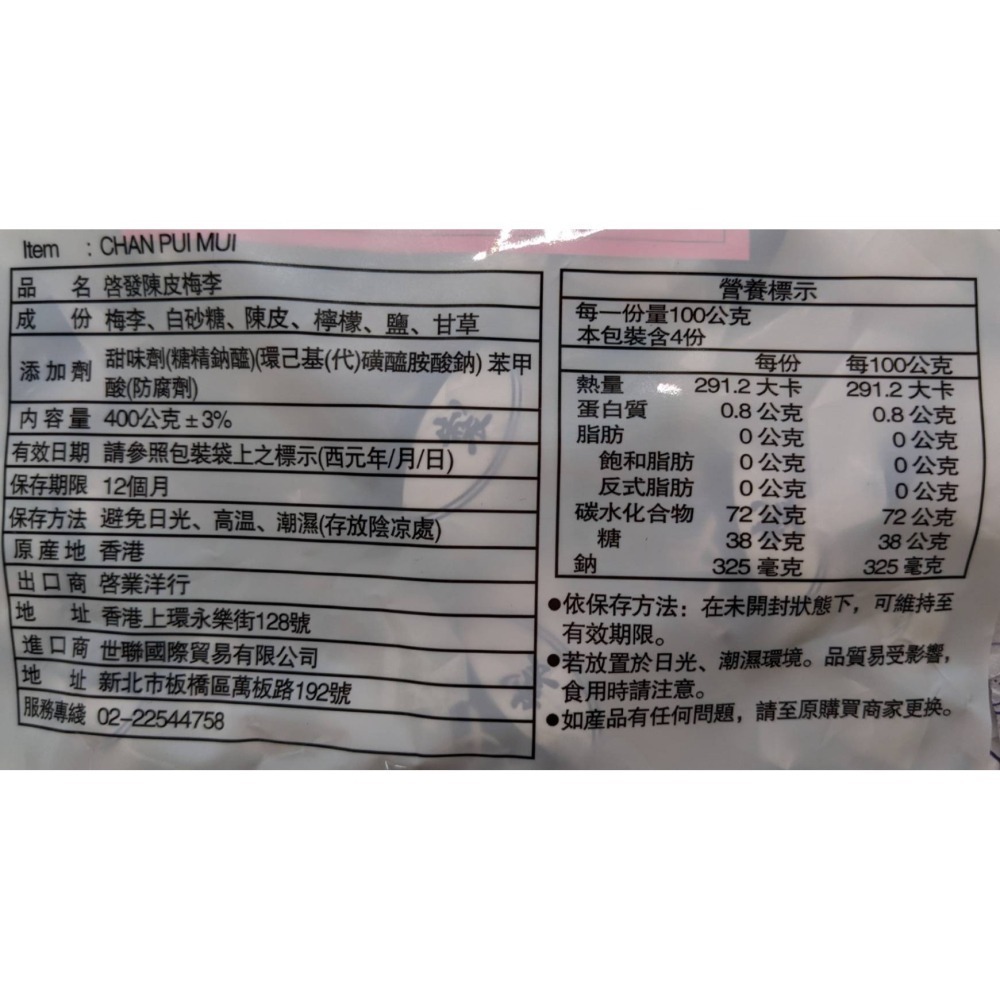 Item : CHAN PUI MUI
品名 啓發陳皮梅李
成份 梅李、白砂糖、陳皮、檸檬、鹽、甘草
添加劑 甜味劑(糖精鈉醯)(環己基(代)磺醯胺酸鈉) 苯甲
酸(防腐劑)
內容量 400公克±3%
有效日期 請參照包裝袋上之標示(西元年/月/日)
保存期限 12個月
保存方法 避免日光、高溫、潮濕(存放陰凉處)
原產地 香港
出口商 啓業洋行
地址 香港上環永樂街128號
進口商 世聯國際貿易有限公司
地址 新北市板橋區萬板路192號
服務專綫 02-22544758
營養標示
每一份量100公克
本包裝含4份
每份 每100公克
熱量 291.2 大卡 291.2 大卡
蛋白質 0.8 公克 0.8 公克
脂肪 0 公克 0 公克
飽和脂肪 0 公克 0 公克
反式脂肪 0 公克 0 公克
碳水化合物 72 公克 72 公克
糖 38 公克 38 公克
鈉 325 毫克 325 毫克
●依保存方法：在未開封狀態下，可維持至
有效期限。
●若放置於日光、潮濕環境。品質易受影響，
食用時請注意。
●如產品有任何問題，請至原購買商家更換。